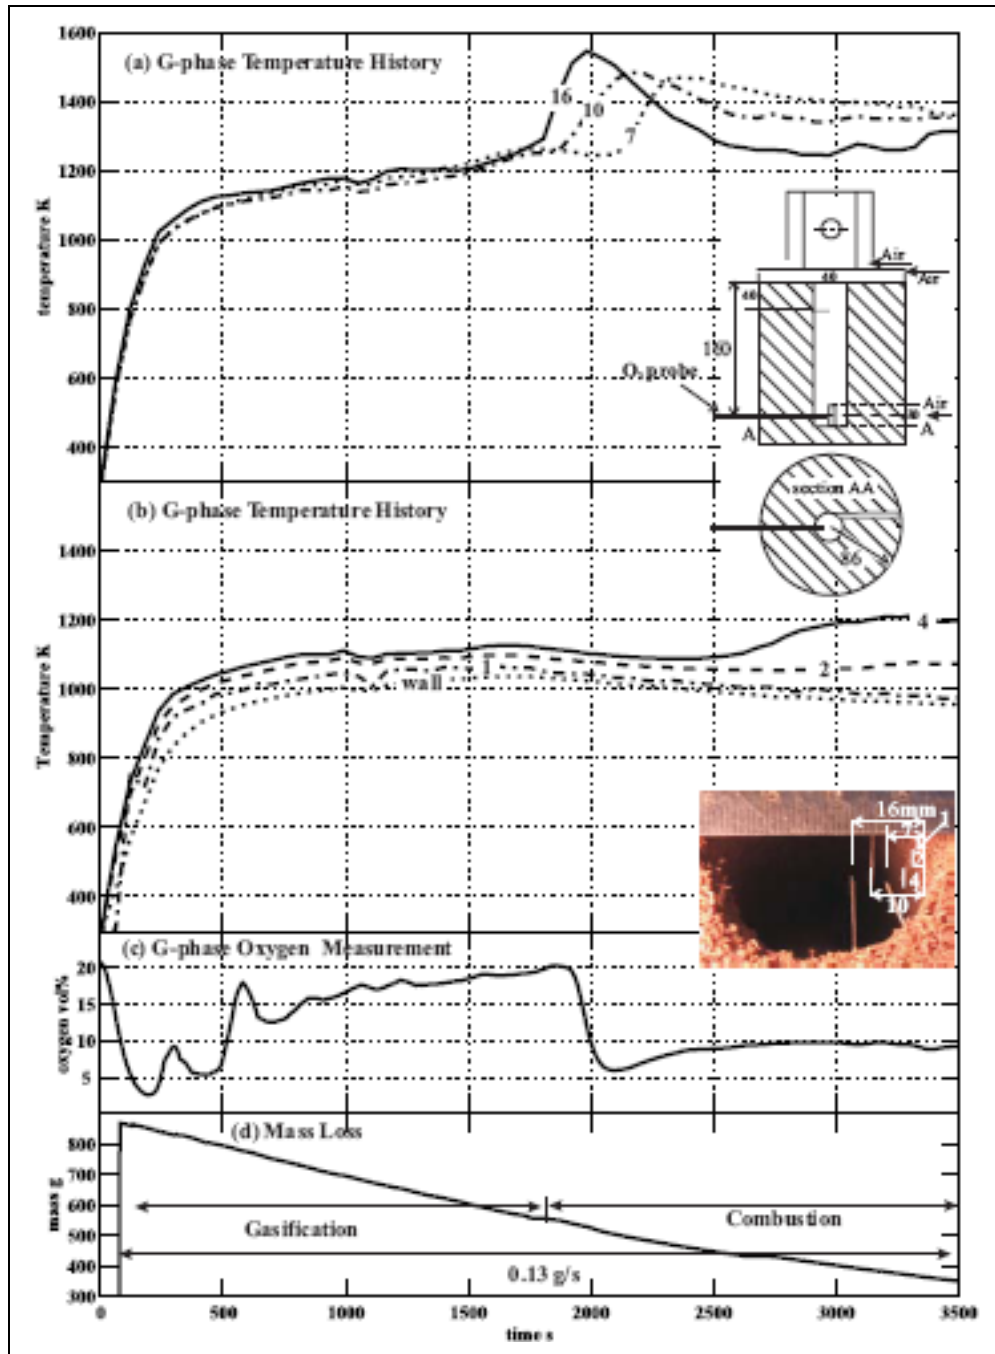 (a) G-phase Temperature History
1600
1400
1200
1000
800
600
400
temperature K
16
10
7
Air
Air
40
40
O₂ probe
Air
A
A
section AA
86
(b) G-phase Temperature History
1400
1200
1000
800
600
400
Temperature K
4
2
1
wall
16mm
7
1
4
10
(c) G-phase Oxygen Measurement
20
15
10
5
oxygen vol%
(d) Mass Loss
800
700
600
500
400
300
mass g
Gasification
Combustion
0.13 g/s
0 500 1000 1500 2000 2500 3000 3500
time s